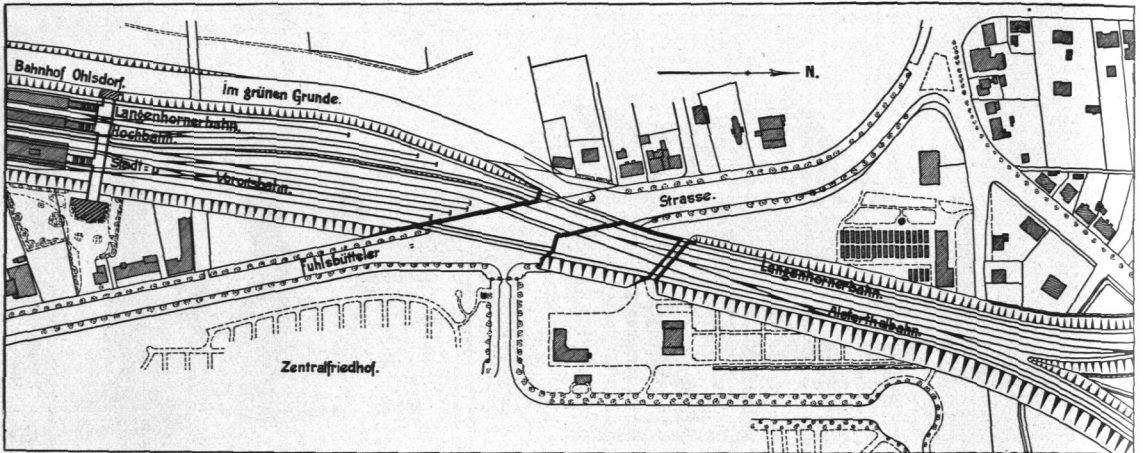 Bahnhof Ohlsdorf.
im grünen Grunde.
N.
Langenhornerbahn.
Hochbahn.
Stadt= u
Vorortsbahn.
Strasse.
Fuhlsbütteler
Langenhornerbahn.
Alsterthalbahn.
Zentralfriedhof.